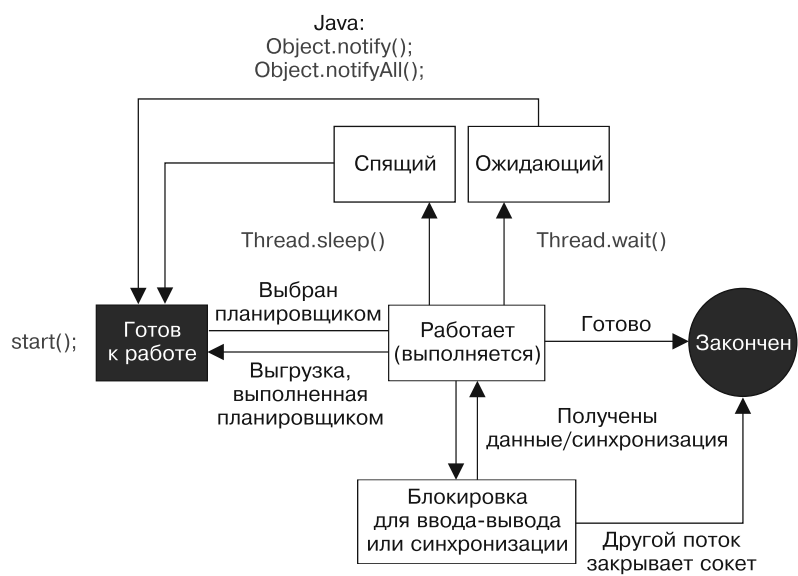 Java:
Object.notify();
Object.notifyAll();
Спящий
Ожидающий
Thread.sleep()
Thread.wait()
start();
Готов
к работе
Выбран
планировщиком
Выгрузка,
выполненная
планировщиком
Работает
(выполняется)
Готово
Закончен
Получены
данные/синхронизация
Блокировка
для ввода-вывода
или синхронизации
Другой поток
закрывает сокет